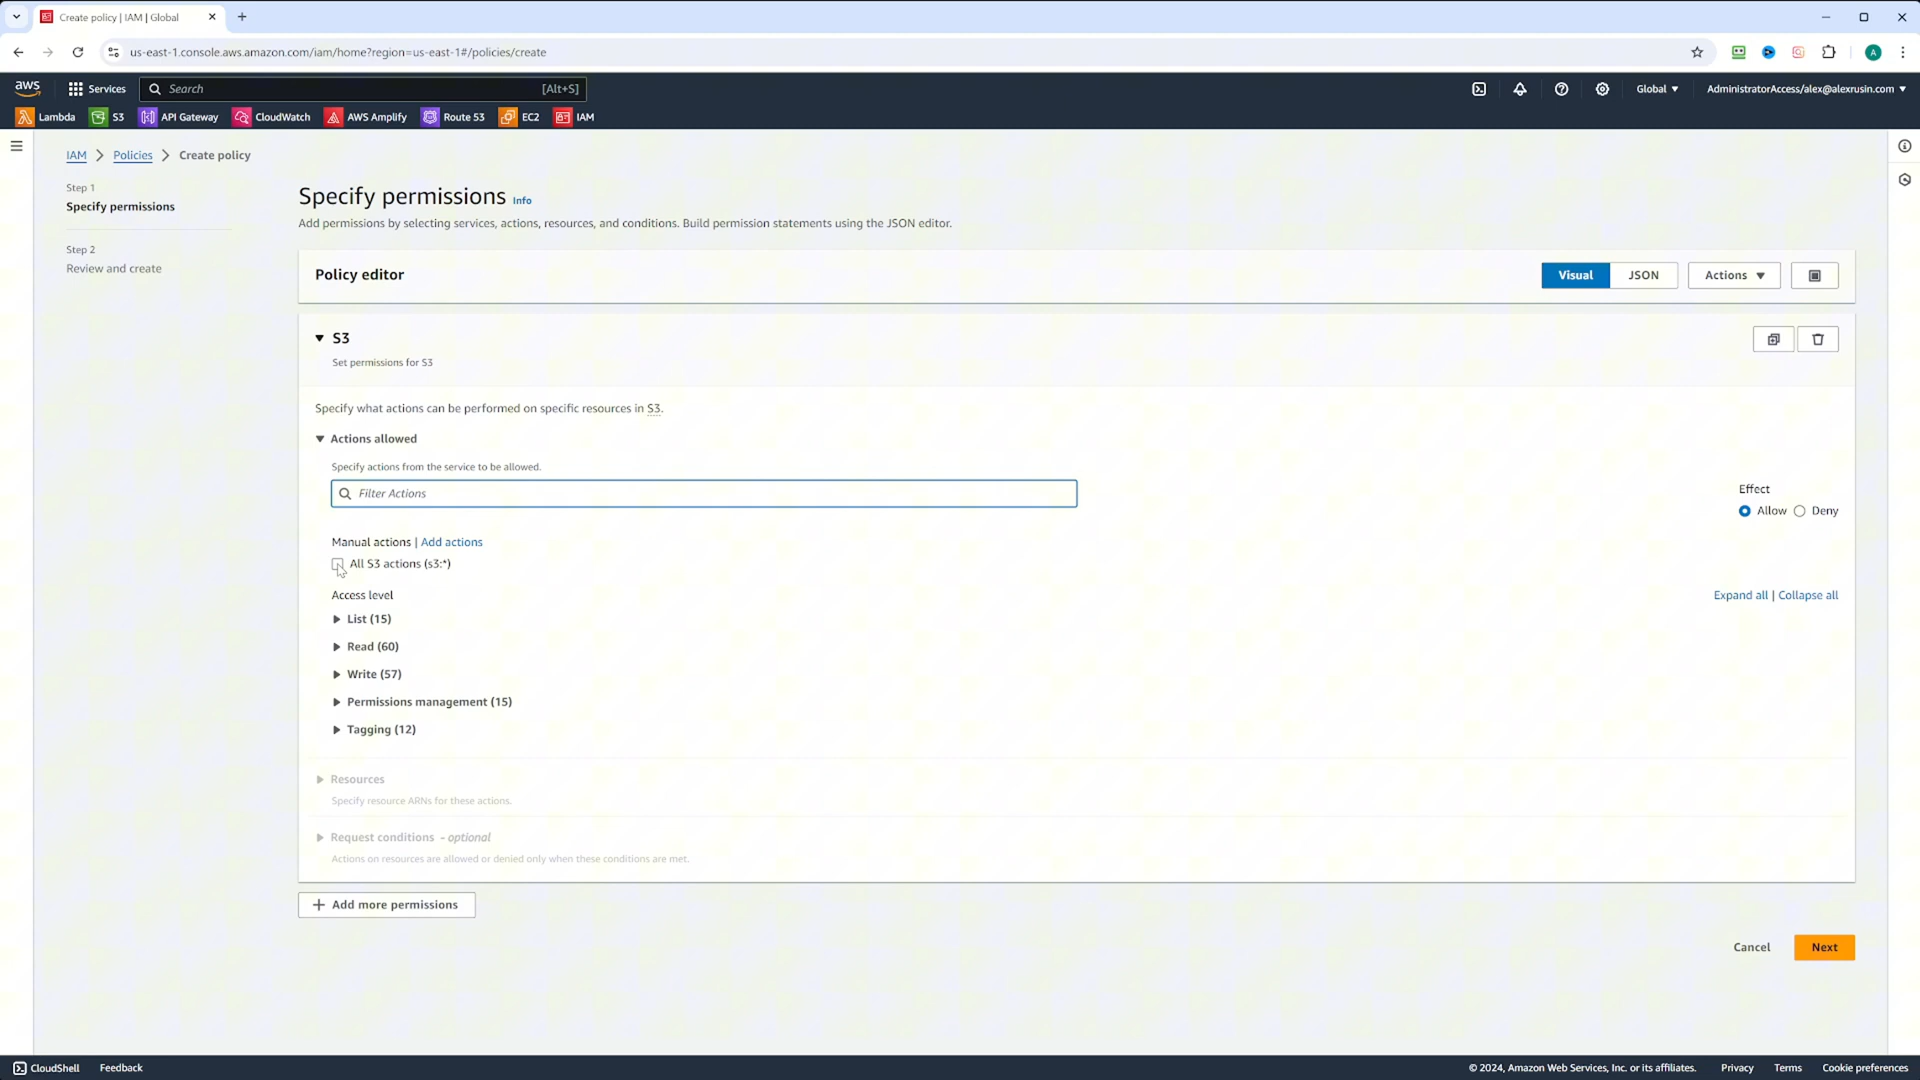 Create policy | IAM | Global
us-east-1.console.aws.amazon.com/iam/home?region=us-east-1#/policies/create
A
aws
Services
Search
[Alt+S]
Global
AdministratorAccess/alex@alexrusin.com
Lambda
S3
API Gateway
CloudWatch
AWS Amplify
Route 53
EC2
IAM
IAM
Policies
Create policy
Step 1
Specify permissions
Step 2
Review and create
Specify permissions Info
Add permissions by selecting services, actions, resources, and conditions. Build permission statements using the JSON editor.
Policy editor
Visual
JSON
Actions
S3
Set permissions for S3
Specify what actions can be performed on specific resources in S3.
Actions allowed
Specify actions from the service to be allowed.
Filter Actions
Effect
Allow
Deny
Manual actions | Add actions
All S3 actions (s3:*)
Access level
Expand all | Collapse all
List (15)
Read (60)
Write (57)
Permissions management (15)
Tagging (12)
Resources
Specify resource ARNs for these actions.
Request conditions - optional
Actions on resources are allowed or denied only when these conditions are met.
+ Add more permissions
Cancel
Next
CloudShell
Feedback
© 2024, Amazon Web Services, Inc. or its affiliates.
Privacy
Terms
Cookie preferences